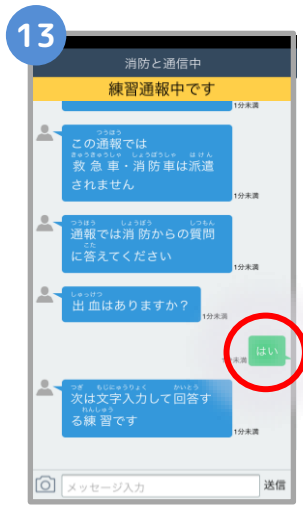 13
消防と通信中
練習通報中です
1分未満
つうほう
この通報では
きゅうきゅうしゃ しょうぼうしゃ はけん
救急車・消防車は派遣
されません
1分未満
つうほう しょうぼう しつもん
通報では消防からの質問
こた
に答えてください
1分未満
しゅっけつ
出血はありますか？
1分未満
はい
1分未満
つぎ もじにゅうりょく かいとう
次は文字入力して回答す
れんしゅう
る練習です
1分未満
メッセージ入力
送信